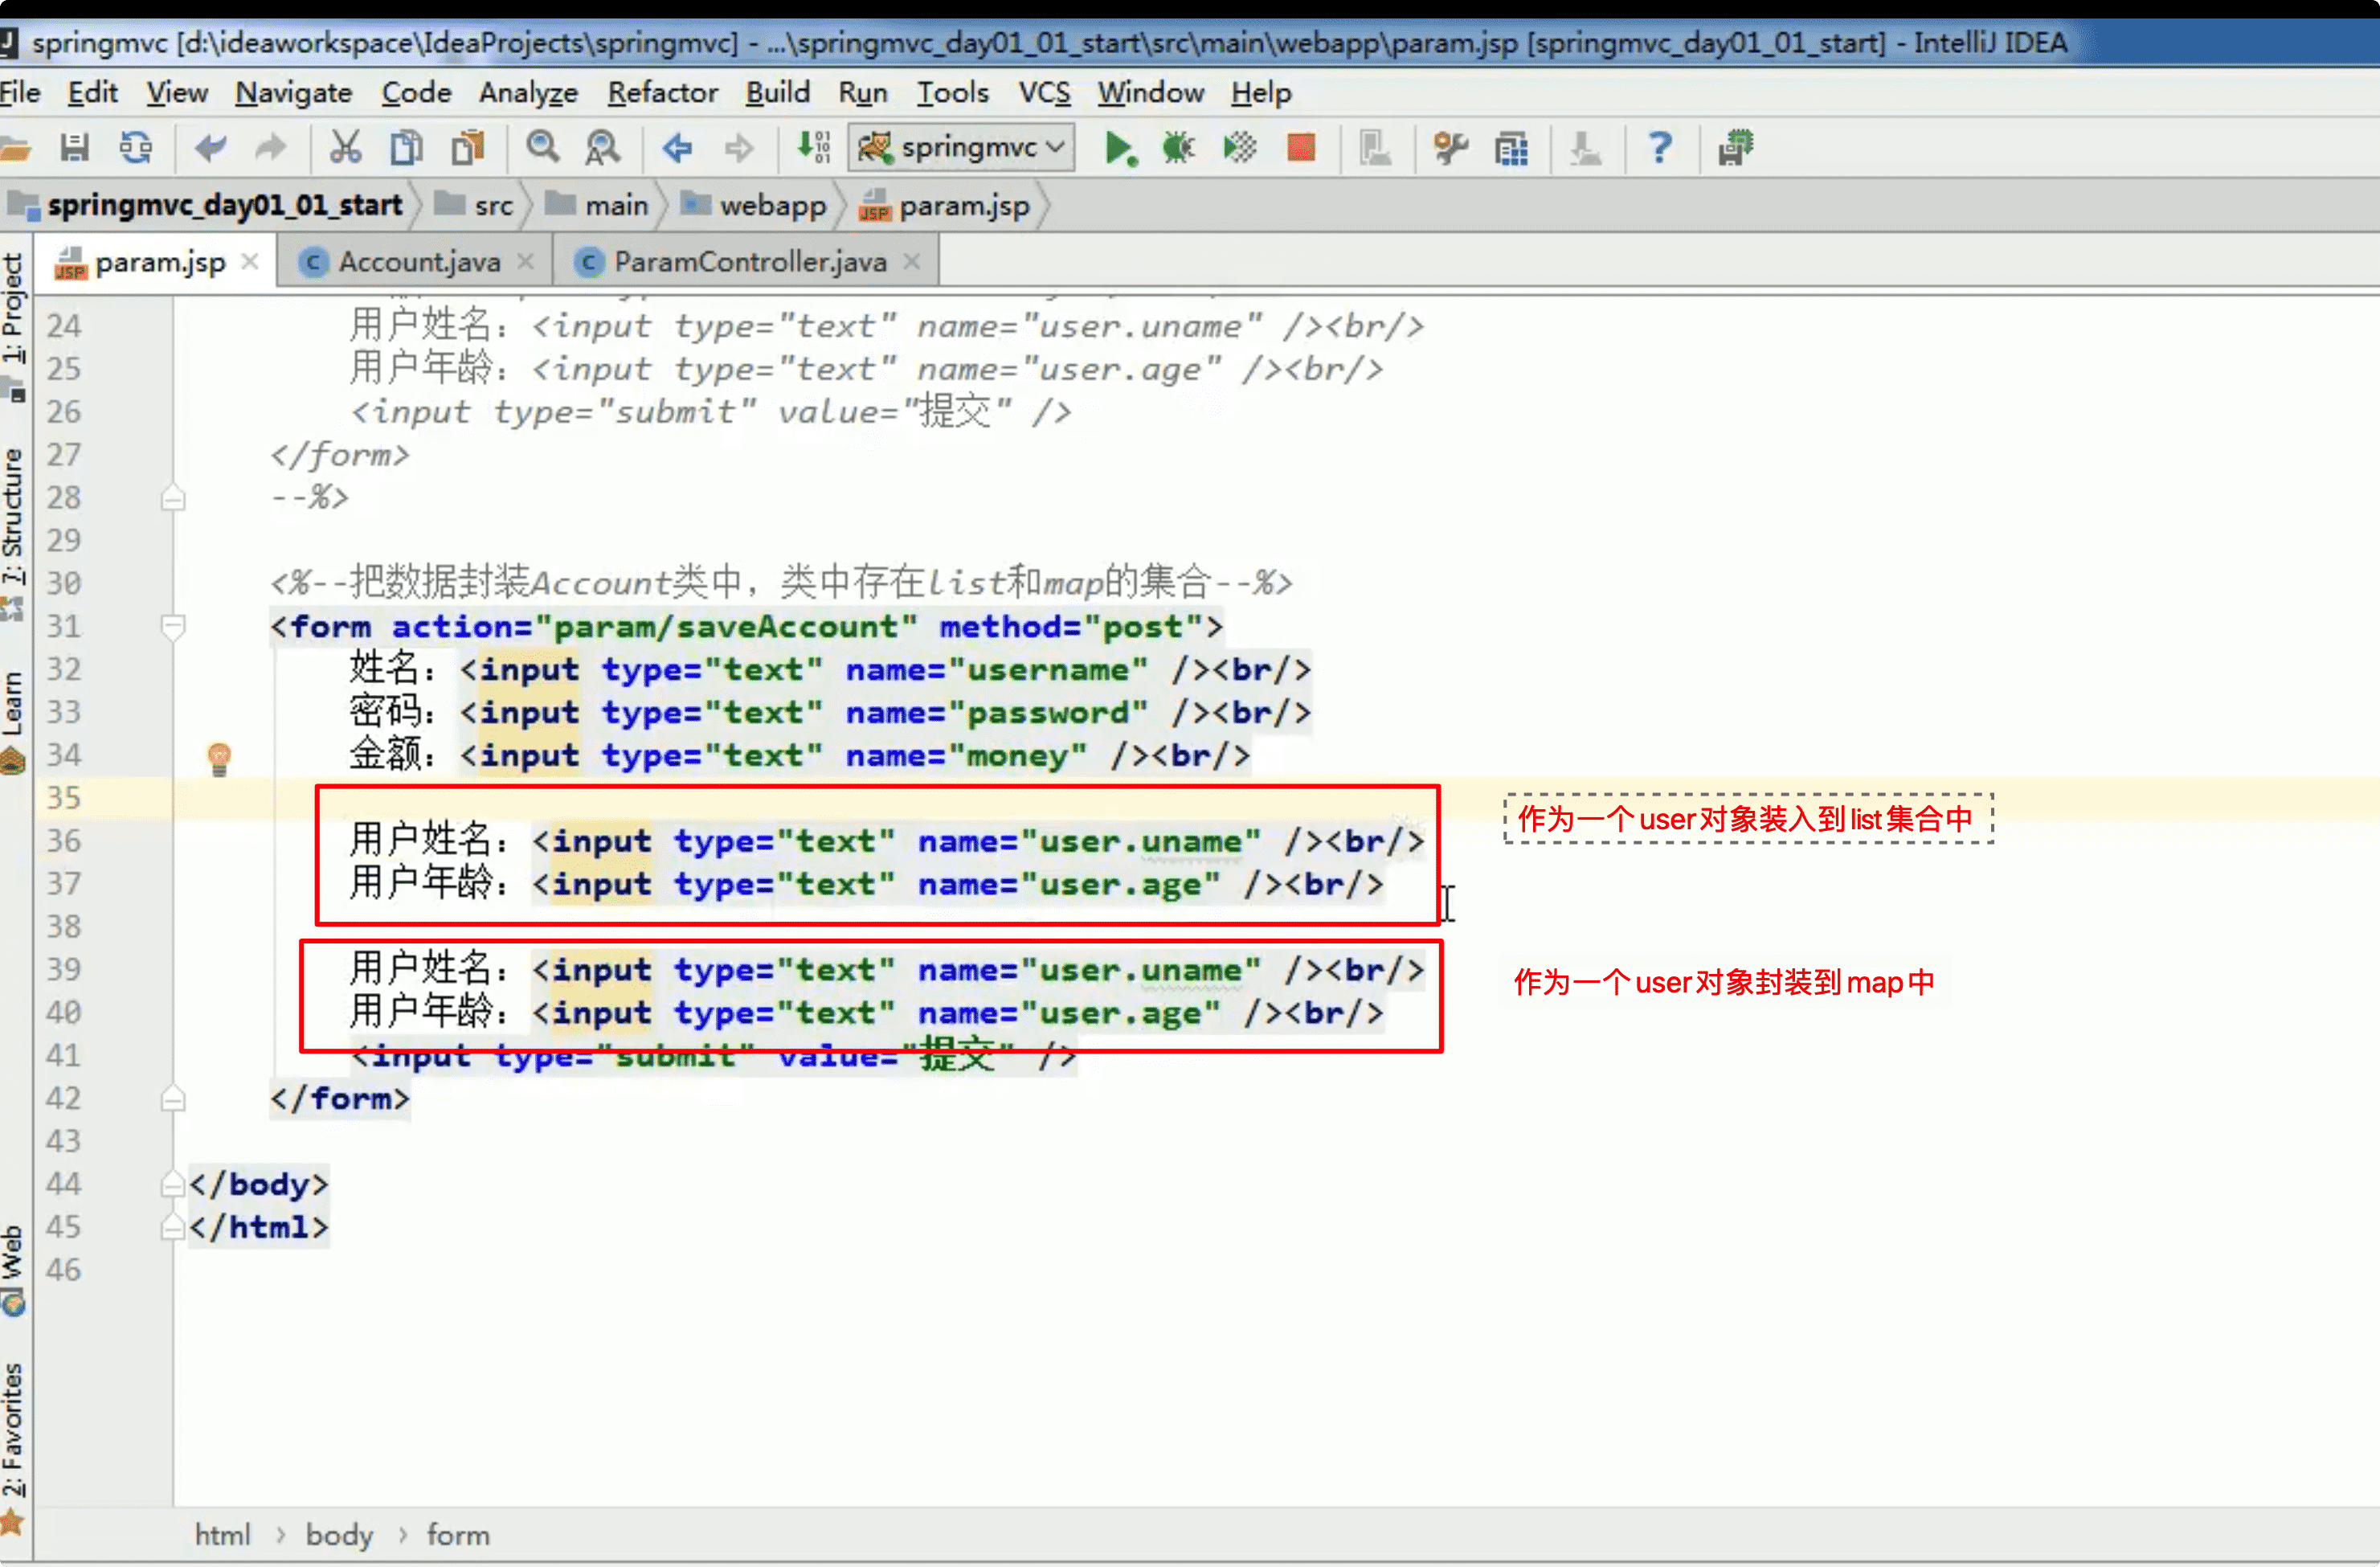 springmvc [d:\ideaworkspace\IdeaProjects\springmvc] - ...\springmvc_day01_01_start\src\main\webapp\param.jsp [springmvc_day01_01_start] - IntelliJ IDEA
File Edit View Navigate Code Analyze Refactor Build Run Tools VCS Window Help
springmvc
springmvc_day01_01_start src main webapp param.jsp
param.jsp Account.java ParamController.java
1: Project
7: Structure
Learn
Web
2: Favorites
24 用户姓名：<input type="text" name="user.uname" /><br/>
25 用户年龄：<input type="text" name="user.age" /><br/>
26 <input type="submit" value="提交" />
27 </form>
28 --%>
29
30 <%--把数据封装Account类中，类中存在list和map的集合--%>
31 <form action="param/saveAccount" method="post">
32 姓名：<input type="text" name="username" /><br/>
33 密码：<input type="text" name="password" /><br/>
34 金额：<input type="text" name="money" /><br/>
35
作为一个user对象装入到list集合中
36 用户姓名：<input type="text" name="user.uname" /><br/>
37 用户年龄：<input type="text" name="user.age" /><br/>
38
39 用户姓名：<input type="text" name="user.uname" /><br/>
作为一个user对象封装到map中
40 用户年龄：<input type="text" name="user.age" /><br/>
41 <input type="submit" value="提交" />
42 </form>
43
44 </body>
45 </html>
46
html › body › form